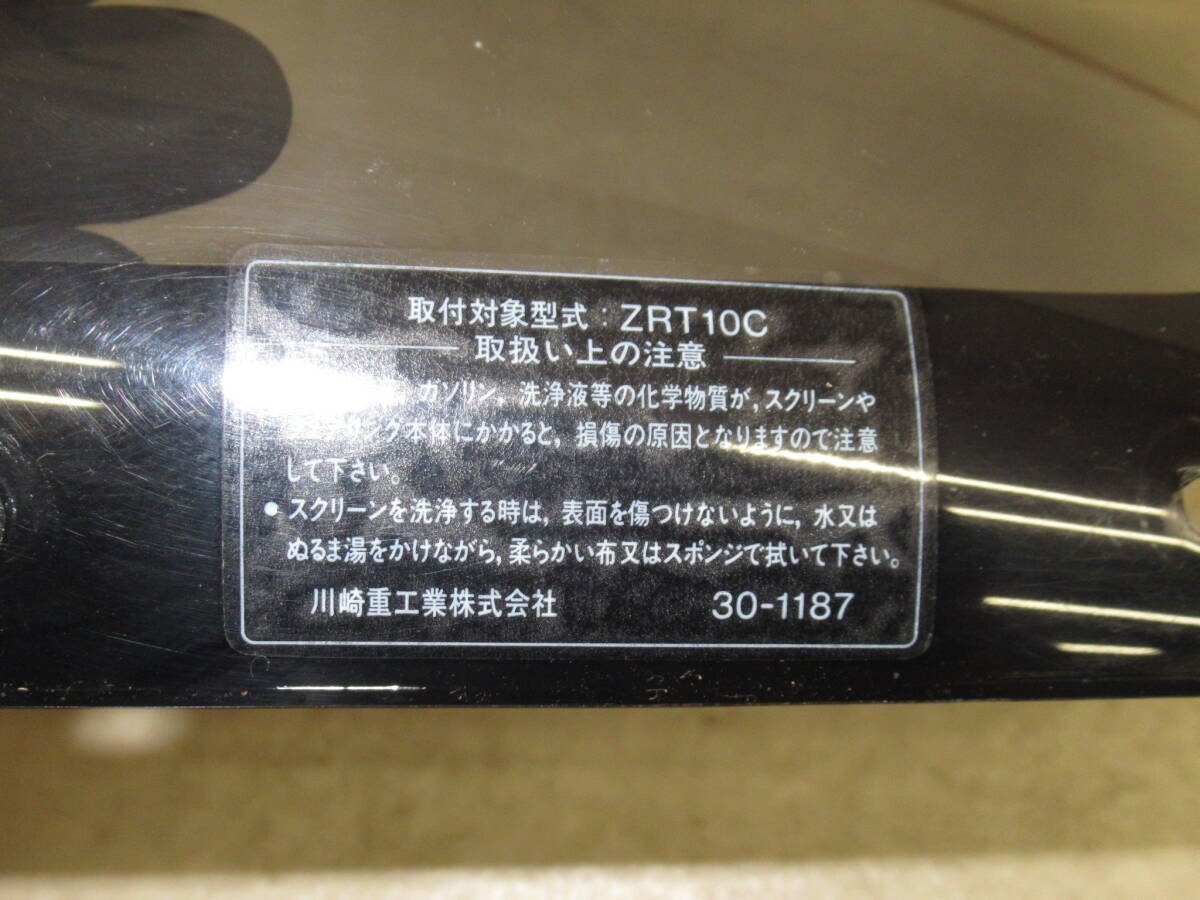 取付対象型式：ZRT10C
取扱い上の注意
ガソリン，洗浄液等の化学物質が，スクリーンや
リング本体にかかると，損傷の原因となりますので注意
して下さい。
● スクリーンを洗浄する時は，表面を傷つけないように，水又は
ぬるま湯をかけながら，柔らかい布又はスポンジで拭いて下さい。
川崎重工業株式会社 30-1187